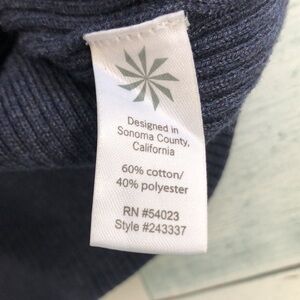 Designed in
Sonoma County,
California
60% cotton/
40% polyester
RN #54023
Style #243337